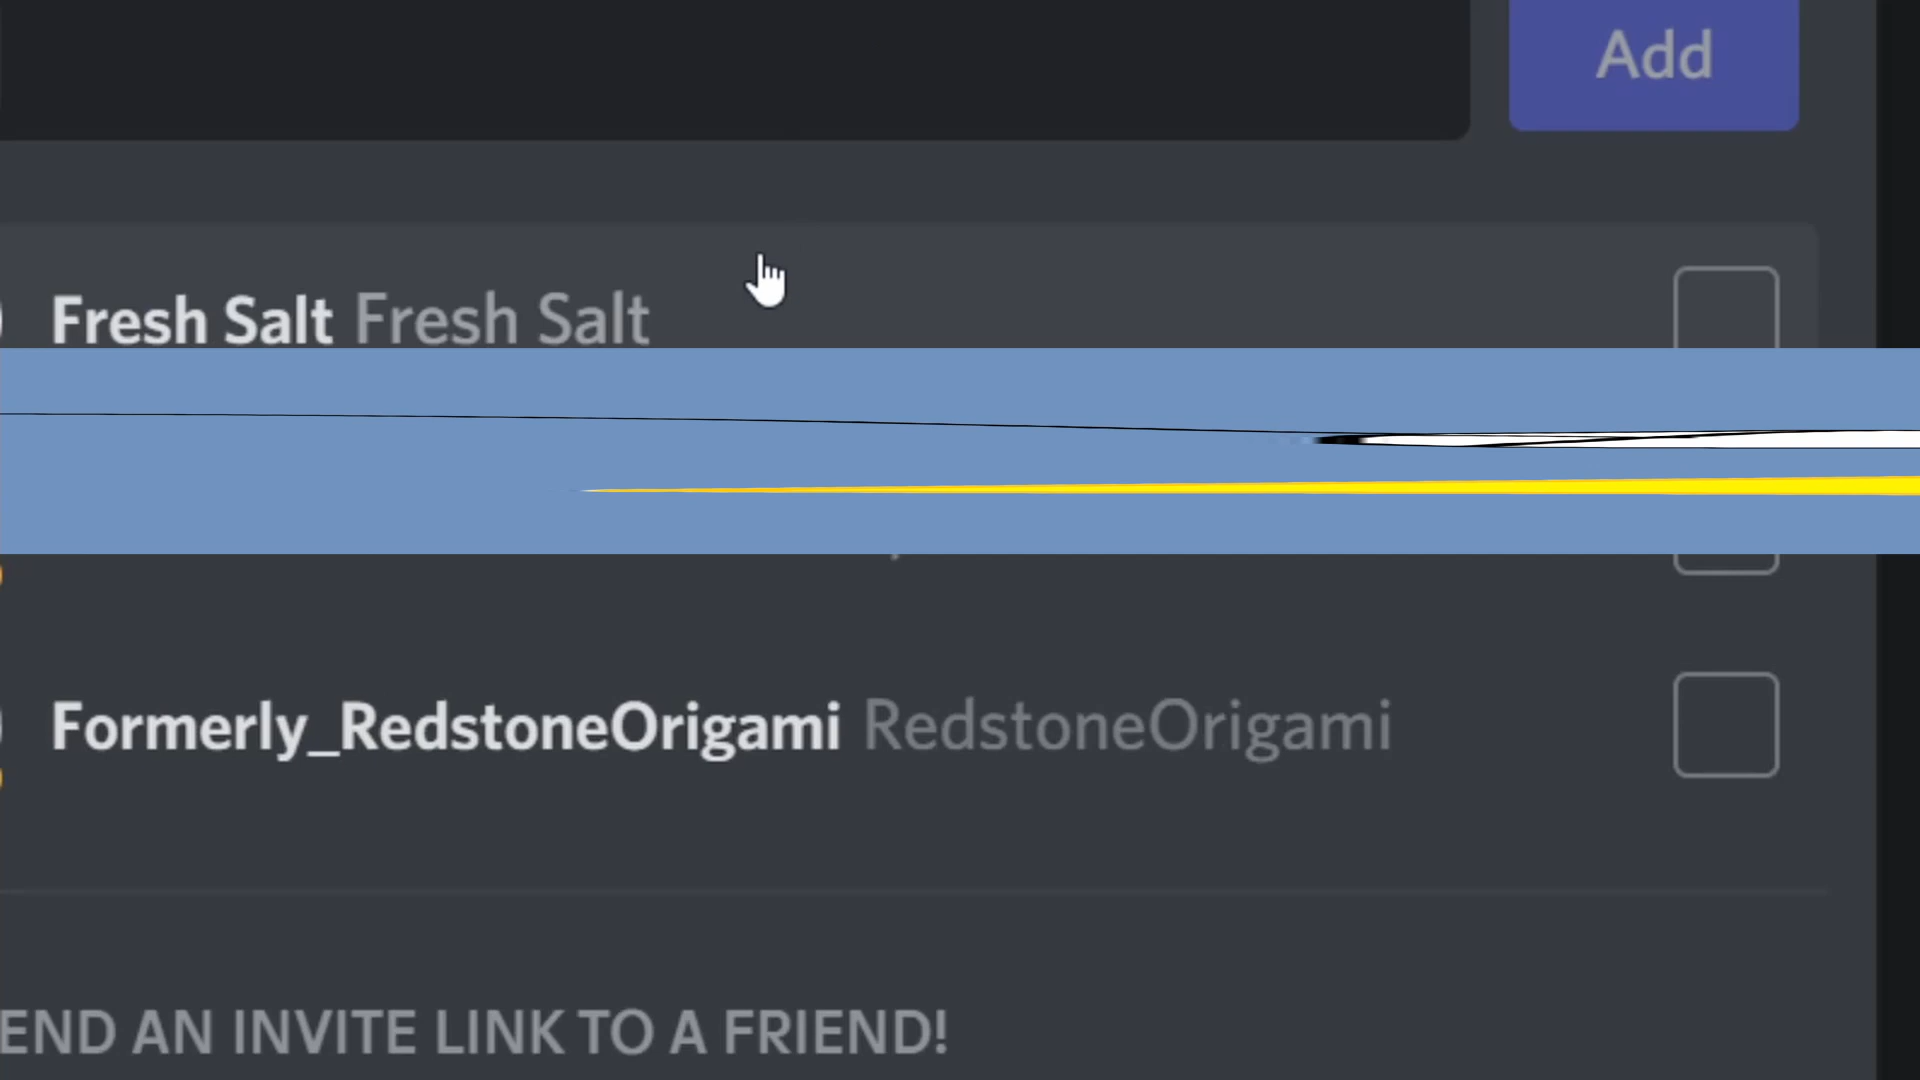 Add
Fresh Salt Fresh Salt
Formerly_RedstoneOrigami RedstoneOrigami
END AN INVITE LINK TO A FRIEND!